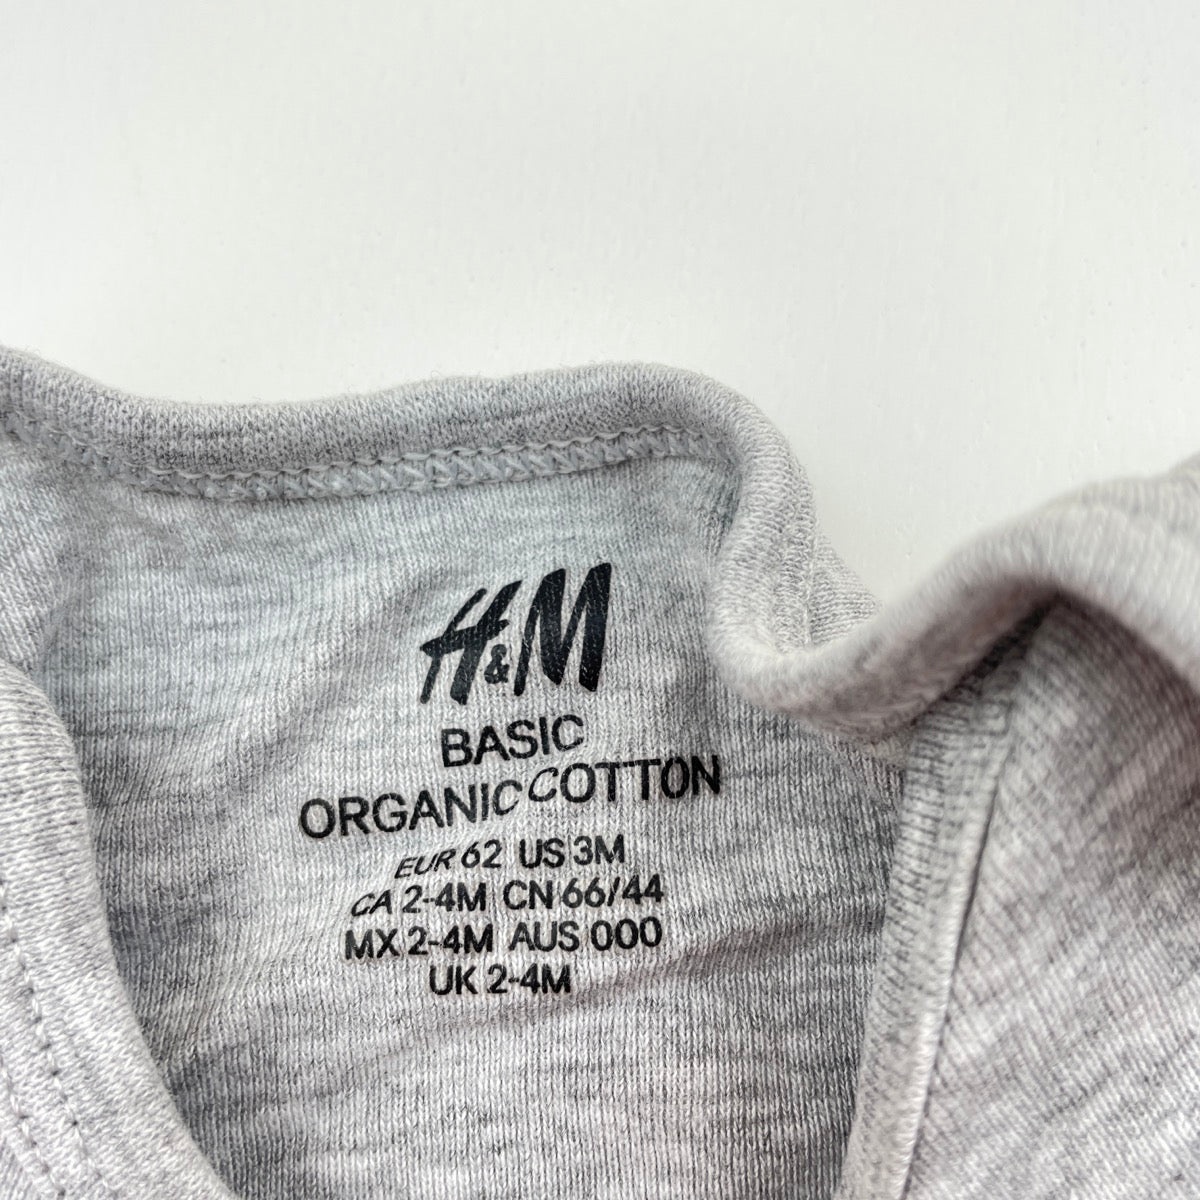 H&M
BASIC
ORGANIC COTTON
EUR 62 US 3M
CA 2-4M CN 66/44
MX 2-4M AUS 000
UK 2-4M